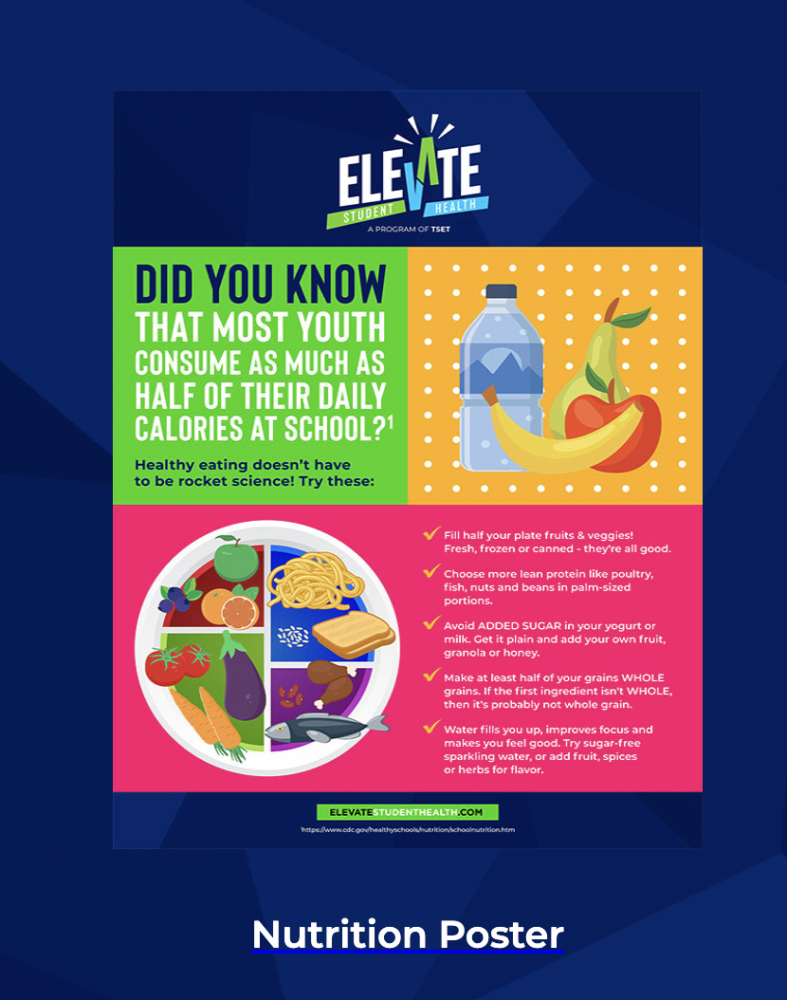 ELEVATE
STUDENT HEALTH
A PROGRAM OF TSET
DID YOU KNOW
THAT MOST YOUTH
CONSUME AS MUCH AS
HALF OF THEIR DAILY
CALORIES AT SCHOOL?1
Healthy eating doesn't have
to be rocket science! Try these:
Fill half your plate fruits & veggies!
Fresh, frozen or canned - they're all good.
Choose more lean protein like poultry,
fish, nuts and beans in palm-sized
portions.
Avoid ADDED SUGAR in your yogurt or
milk. Get it plain and add your own fruit,
granola or honey.
Make at least half of your grains WHOLE
grains. If the first ingredient isn't WHOLE,
then it's probably not whole grain.
Water fills you up, improves focus and
makes you feel good. Try sugar-free
sparkling water, or add fruit, spices
or herbs for flavor.
ELEVATESTUDENTHEALTH.COM
1https://www.cdc.gov/healthyschools/nutrition/schoolnutrition.htm
Nutrition Poster